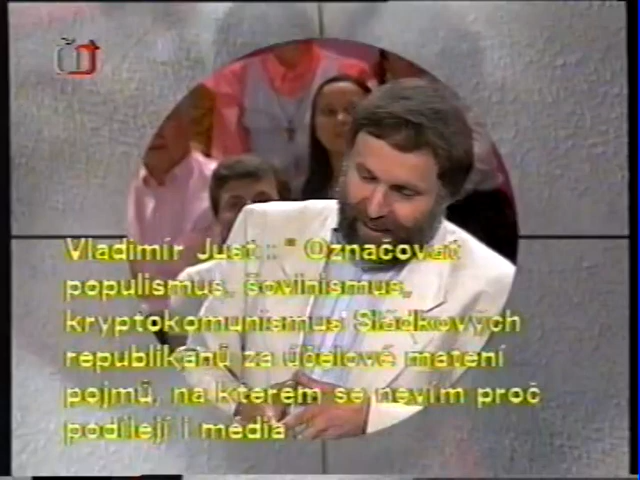 ČT
Vladimír Just: "Označovat
populismus, šovinismus,
kryptokomunismus Sládkových
republikánů za účelové matení
pojmů, na kterém se nevím proč
podílejí i média